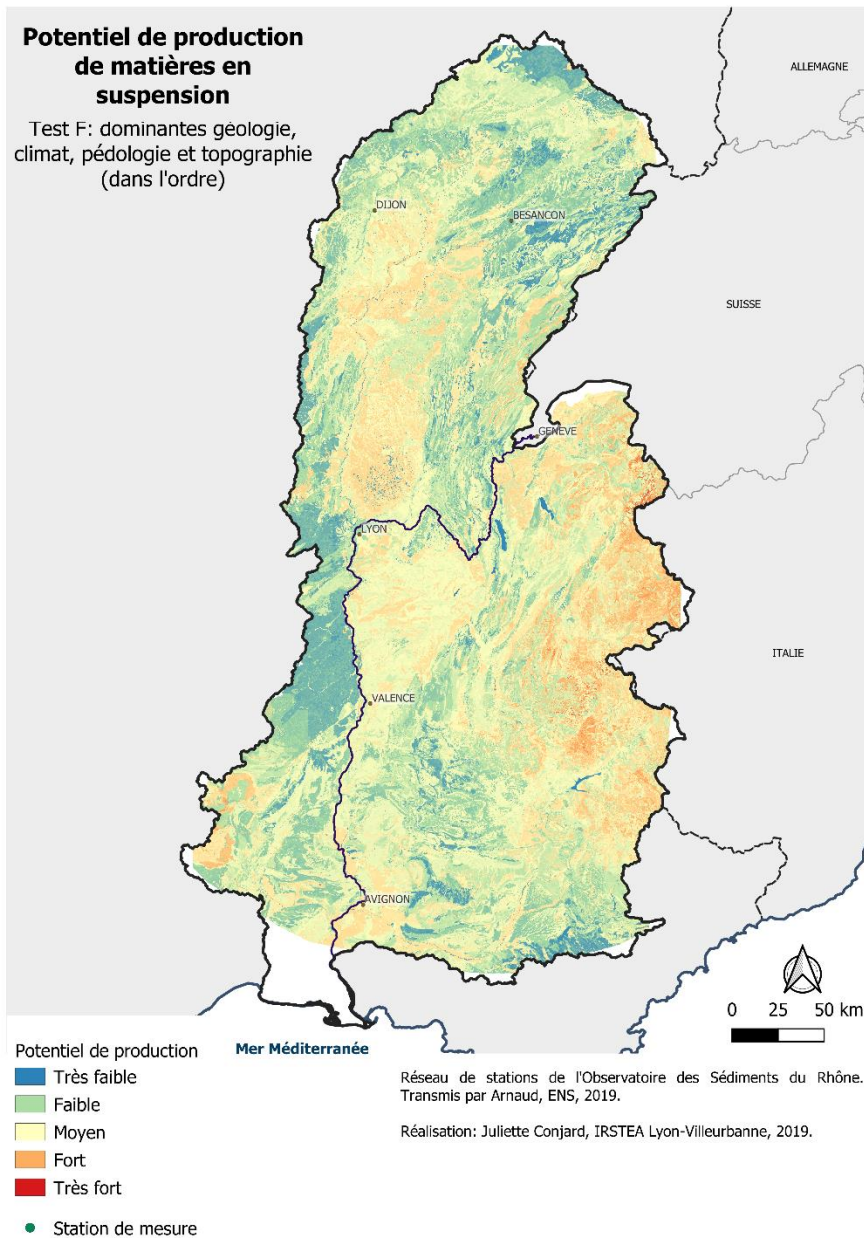 Potentiel de production
de matières en
suspension
Test F: dominantes géologie,
climat, pédologie et topographie
(dans l'ordre)
ALLEMAGNE
DIJON
BESANCON
SUISSE
GENEVE
LYON
ITALIE
VALENCE
AVIGNON
0 25 50 km
Mer Méditerranée
Potentiel de production
Très faible
Faible
Moyen
Fort
Très fort
Station de mesure
Réseau de stations de l'Observatoire des Sédiments du Rhône.
Transmis par Arnaud, ENS, 2019.
Réalisation: Juliette Conjard, IRSTEA Lyon-Villeurbanne, 2019.